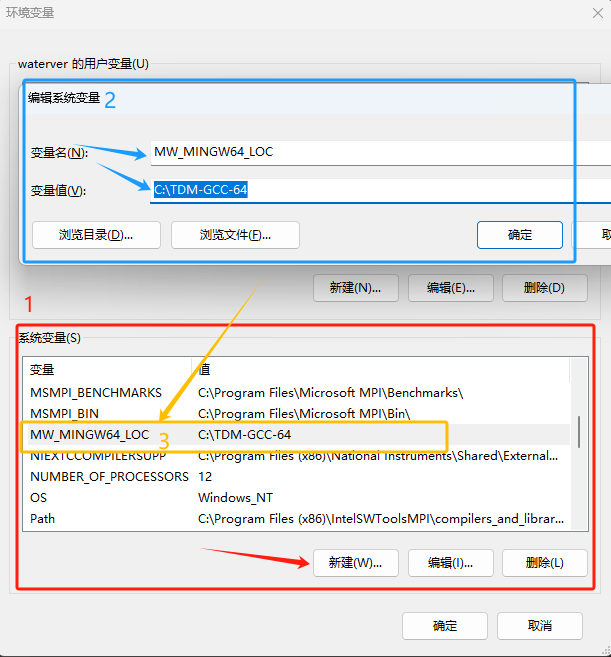 环境变量
waterver 的用户变量(U)
编辑系统变量 2
变量名(N): MW_MINGW64_LOC
变量值(V): C:\TDM-GCC-64
浏览目录(D)... 浏览文件(F)... 确定 取
新建(N)... 编辑(E)... 删除(D)
1
系统变量(S)
变量 值
MSMPI_BENCHMARKS C:\Program Files\Microsoft MPI\Benchmarks\
MSMPI_BIN C:\Program Files\Microsoft MPI\Bin\
MW_MINGW64_LOC 3 C:\TDM-GCC-64
NIEXTCCOMPILERSUPP C:\Program Files (x86)\National Instruments\Shared\External...
NUMBER_OF_PROCESSORS 12
OS Windows_NT
Path C:\Program Files (x86)\IntelSWToolsMPI\compilers_and_librar...
新建(W)... 编辑(I)... 删除(L)
确定 取消